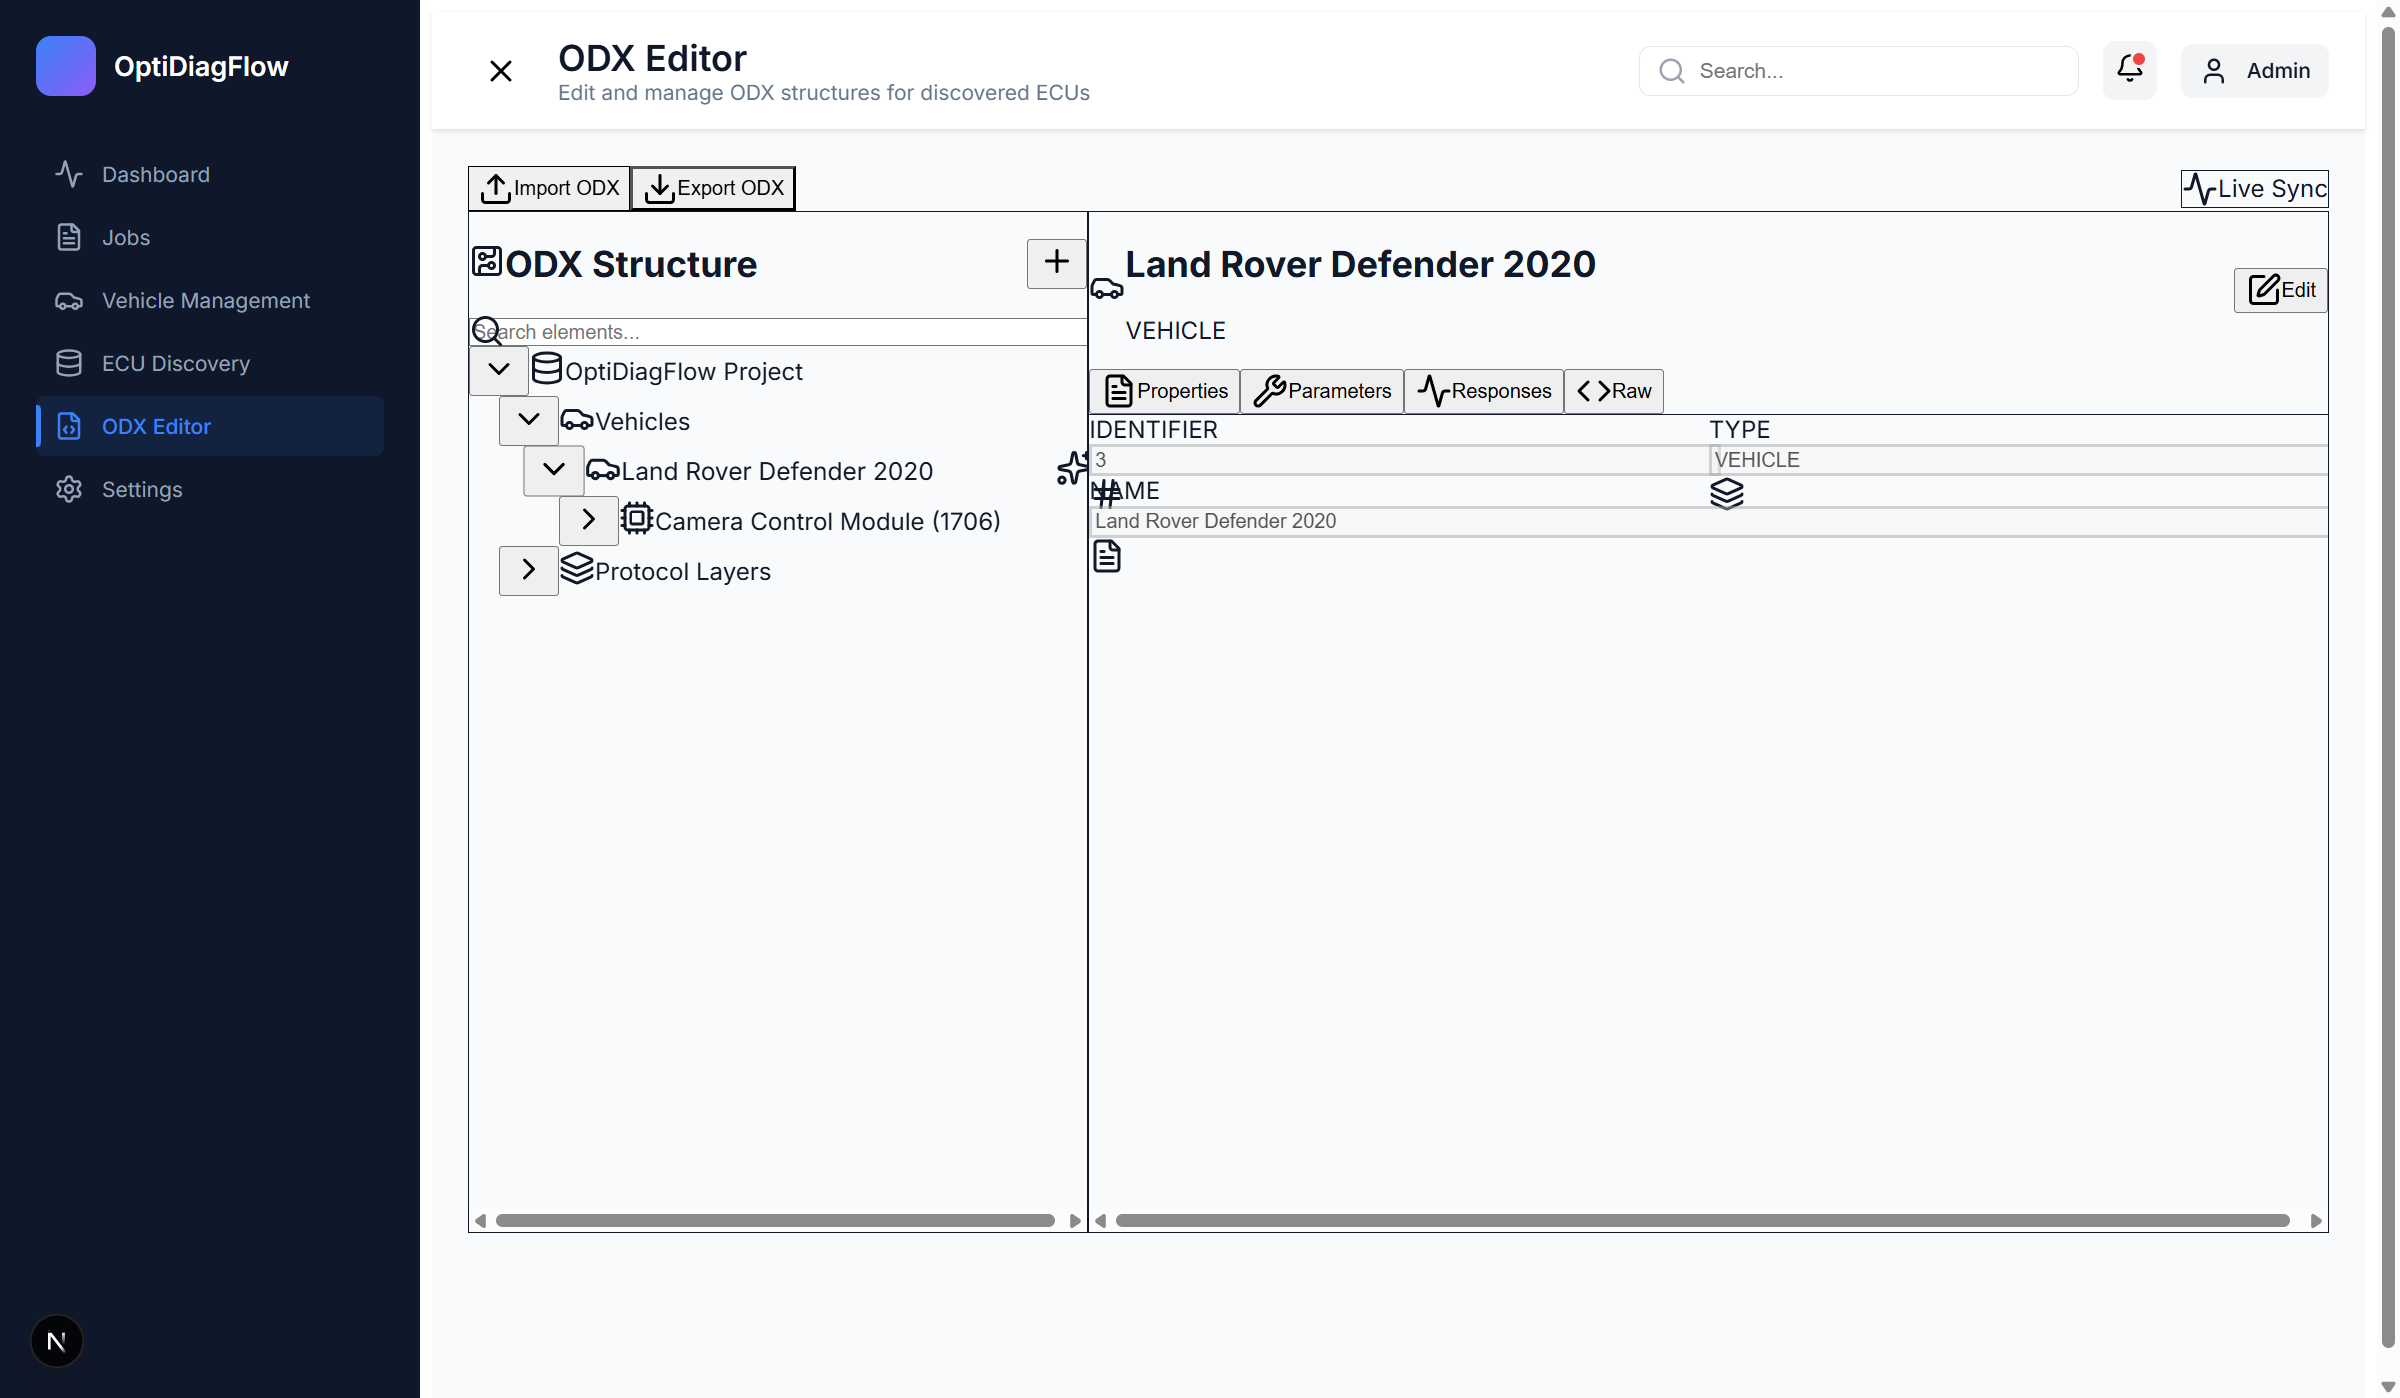 OptiDiagFlow
Dashboard
Jobs
Vehicle Management
ECU Discovery
ODX Editor
Settings
N
ODX Editor
Edit and manage ODX structures for discovered ECUs
Search...
Admin
Import ODX
Export ODX
Live Sync
ODX Structure
Search elements...
OptiDiagFlow Project
Vehicles
Land Rover Defender 2020
Camera Control Module (1706)
Protocol Layers
Land Rover Defender 2020
VEHICLE
Edit
Properties
Parameters
Responses
Raw
IDENTIFIER
TYPE
3
VEHICLE
NAME
Land Rover Defender 2020